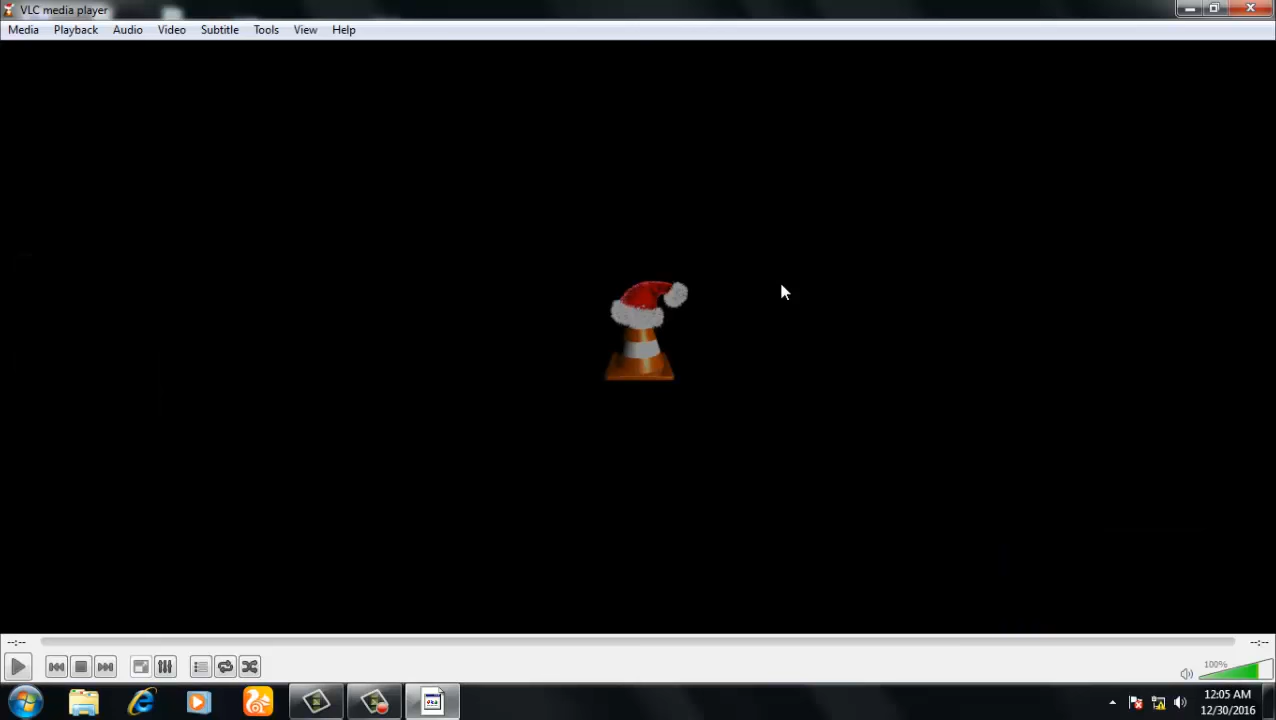 VLC media player
Media Playback Audio Video Subtitle Tools View Help
--:-- --:--
100%
12:05 AM
12/30/2016